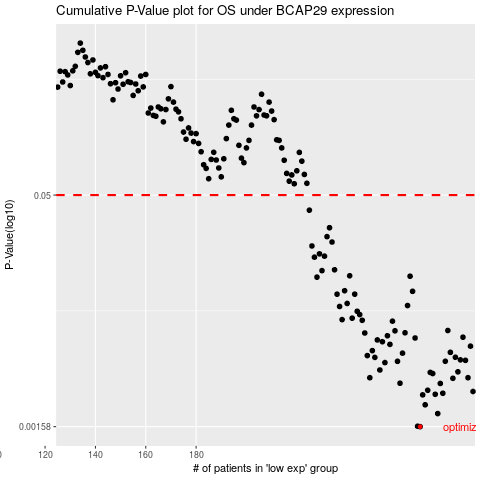 Cumulative P-Value plot for OS under BCAP29 expression
P-Value(log10)
0.05
0.00158
optimiz
0
120
140
160
180
# of patients in 'low exp' group